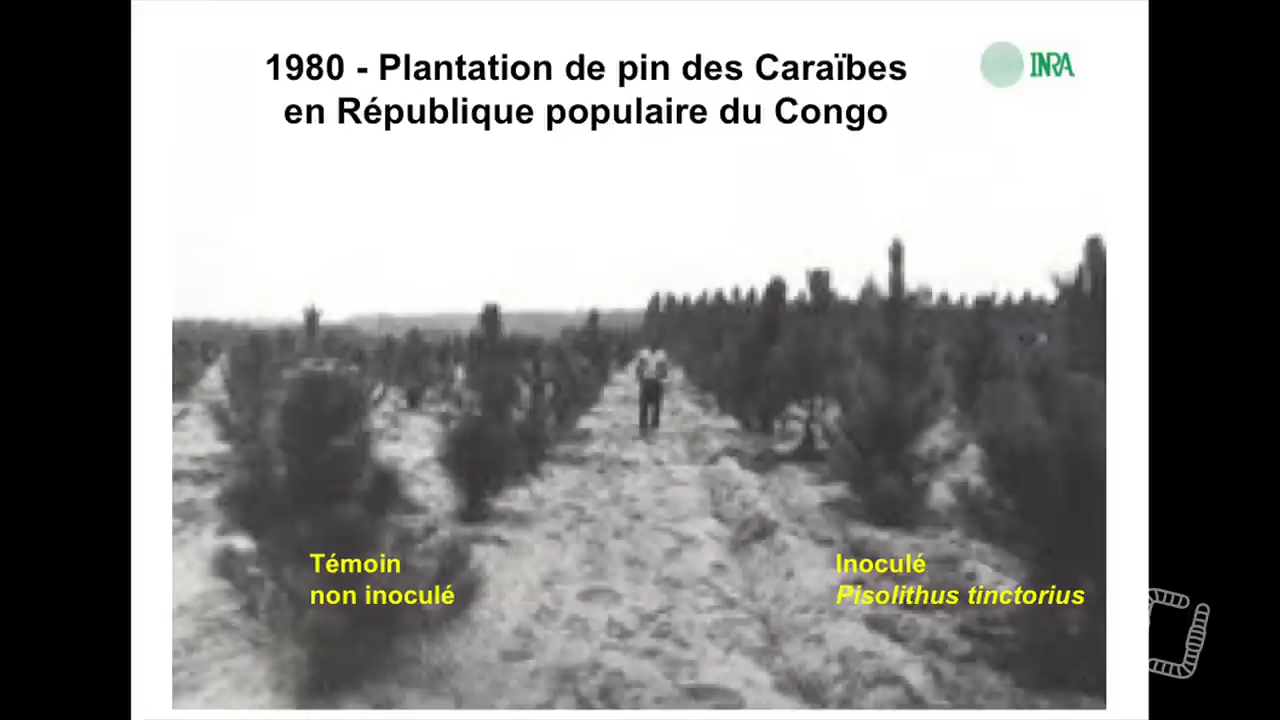 1980 - Plantation de pin des Caraïbes
en République populaire du Congo
INRA
Témoin
non inoculé
Inoculé
Pisolithus tinctorius